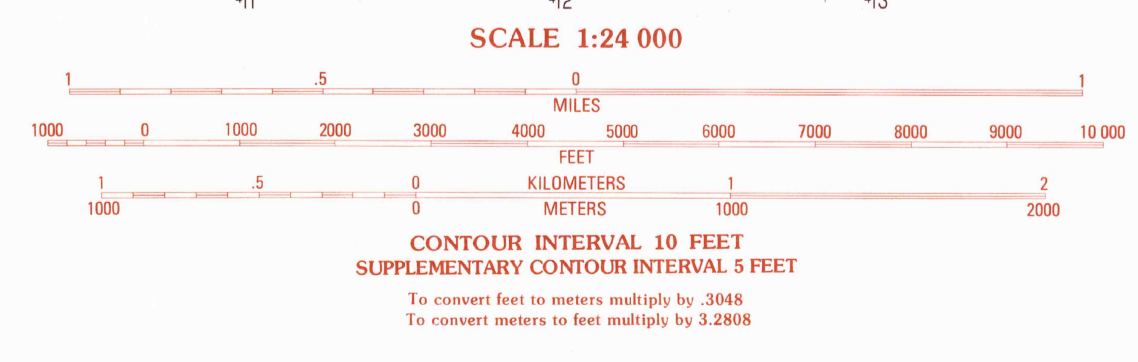 SCALE 1:24 000
1 .5 0 1
MILES
1000 0 1000 2000 3000 4000 5000 6000 7000 8000 9000 10 000
FEET
1 .5 0 KILOMETERS 1 2
1000 0 METERS 1000 2000
CONTOUR INTERVAL 10 FEET
SUPPLEMENTARY CONTOUR INTERVAL 5 FEET
To convert feet to meters multiply by .3048
To convert meters to feet multiply by 3.2808